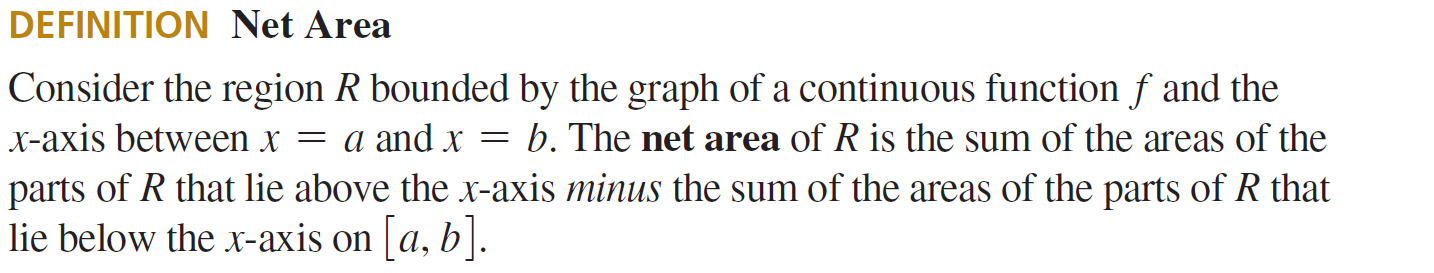 DEFINITION Net Area
Consider the region R bounded by the graph of a continuous function f and the
x-axis between x = a and x = b. The net area of R is the sum of the areas of the
parts of R that lie above the x-axis minus the sum of the areas of the parts of R that
lie below the x-axis on [a, b].